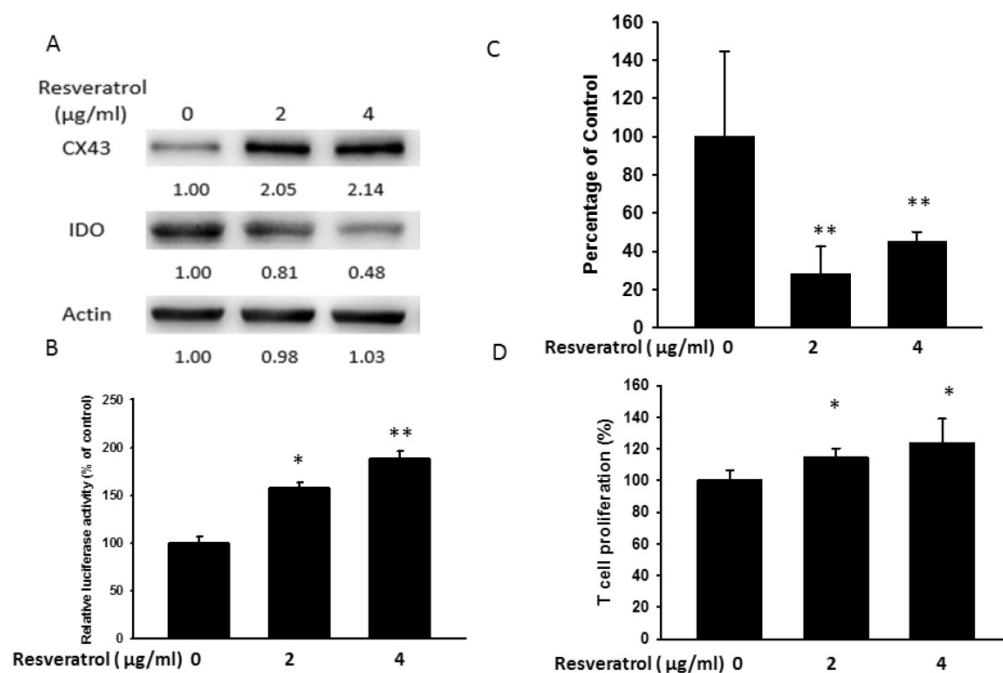 A
Resveratrol
(µg/ml) 0 2 4
CX43
1.00 2.05 2.14
IDO
1.00 0.81 0.48
Actin
1.00 0.98 1.03
B
Relative luciferase activity (% of control)
250
200
150
100
50
0
*
**
Resveratrol ( µg/ml) 0 2 4
C
Percentage of Control
160
140
120
100
80
60
40
20
0
**
**
Resveratrol ( µg/ml) 0 2 4
D
T cell proliferation (%)
160
140
120
100
80
60
40
20
0
*
*
Resveratrol ( µg/ml) 0 2 4